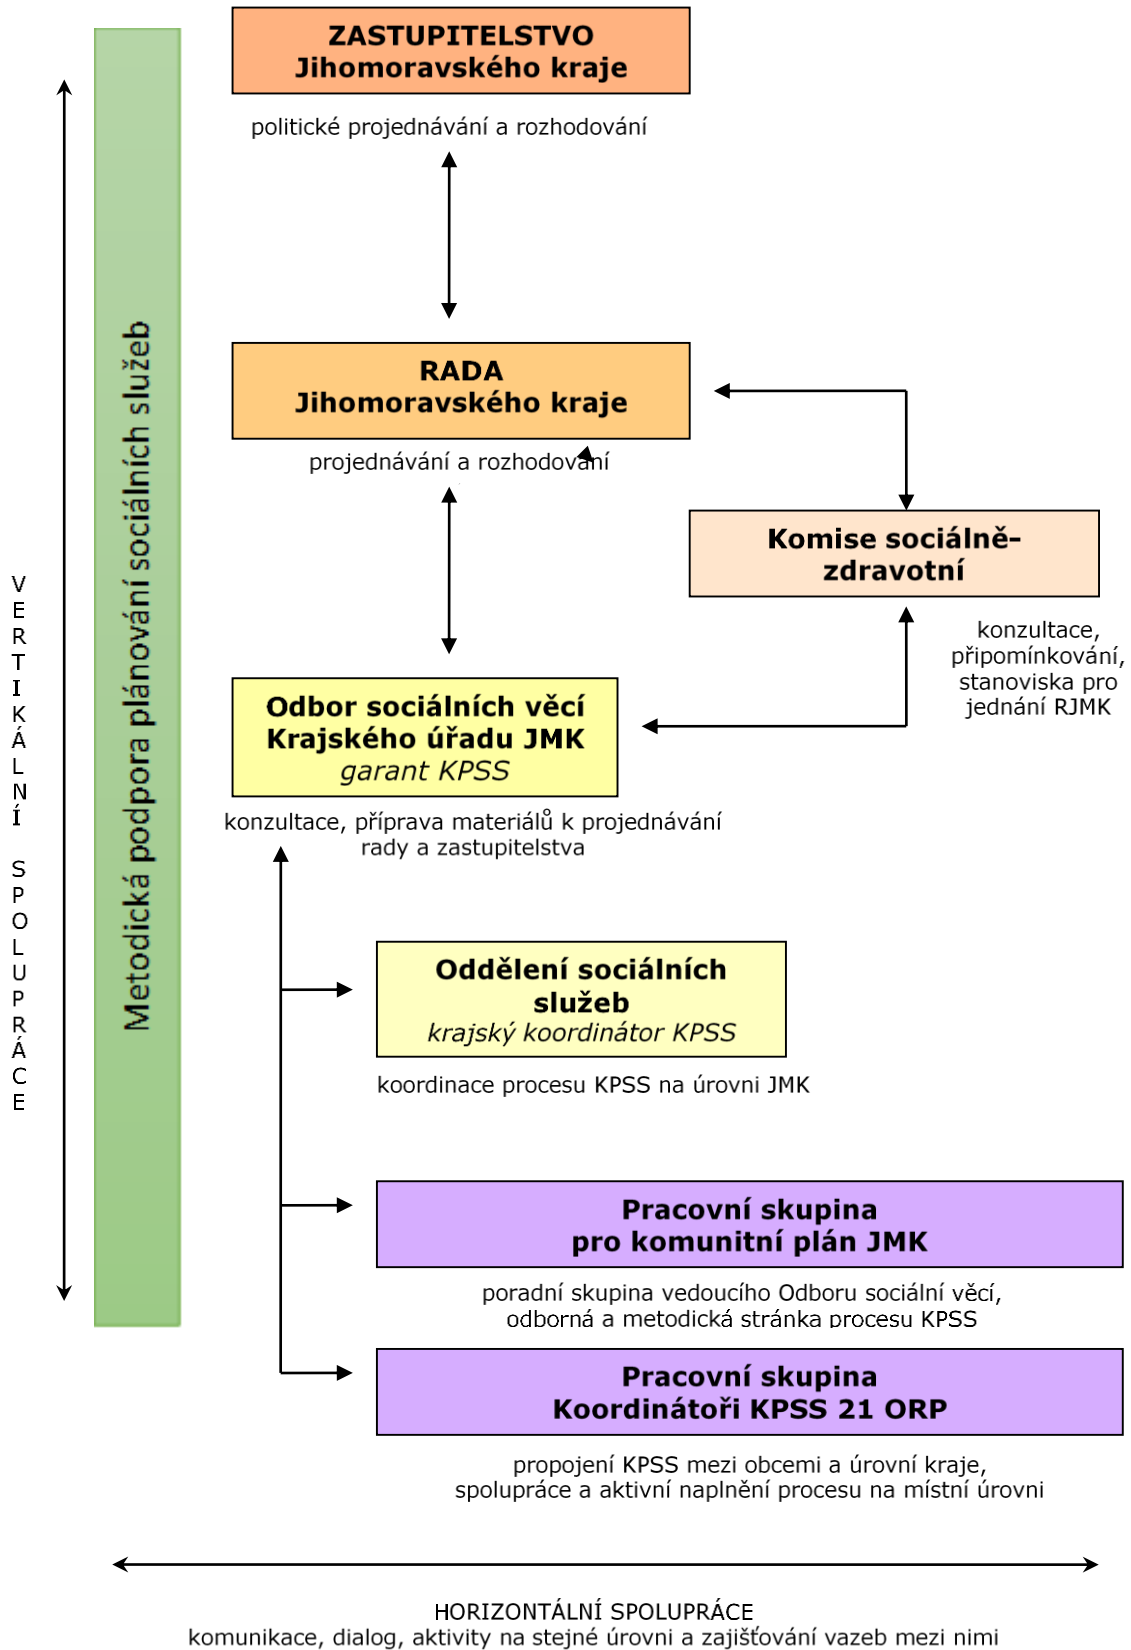 ZASTUPITELSTVO
Jihomoravského kraje
politické projednávání a rozhodování
RADA
Jihomoravského kraje
projednávání a rozhodování
Komise sociálně-
zdravotní
konzultace,
připomínkování,
stanoviska pro
jednání RJMK
Odbor sociálních věcí
Krajského úřadu JMK
garant KPSS
konzultace, příprava materiálů k projednávání
rady a zastupitelstva
Oddělení sociálních
služeb
krajský koordinátor KPSS
koordinace procesu KPSS na úrovni JMK
Pracovní skupina
pro komunitní plán JMK
poradní skupina vedoucího Odboru sociální věcí,
odborná a metodická stránka procesu KPSS
Pracovní skupina
Koordinátoři KPSS 21 ORP
propojení KPSS mezi obcemi a úrovní kraje,
spolupráce a aktivní naplnění procesu na místní úrovni
VERTIKÁLNÍ SPOLUPRÁCE
Metodická podpora plánování sociálních služeb
HORIZONTÁLNÍ SPOLUPRÁCE
komunikace, dialog, aktivity na stejné úrovni a zajišťování vazeb mezi nimi